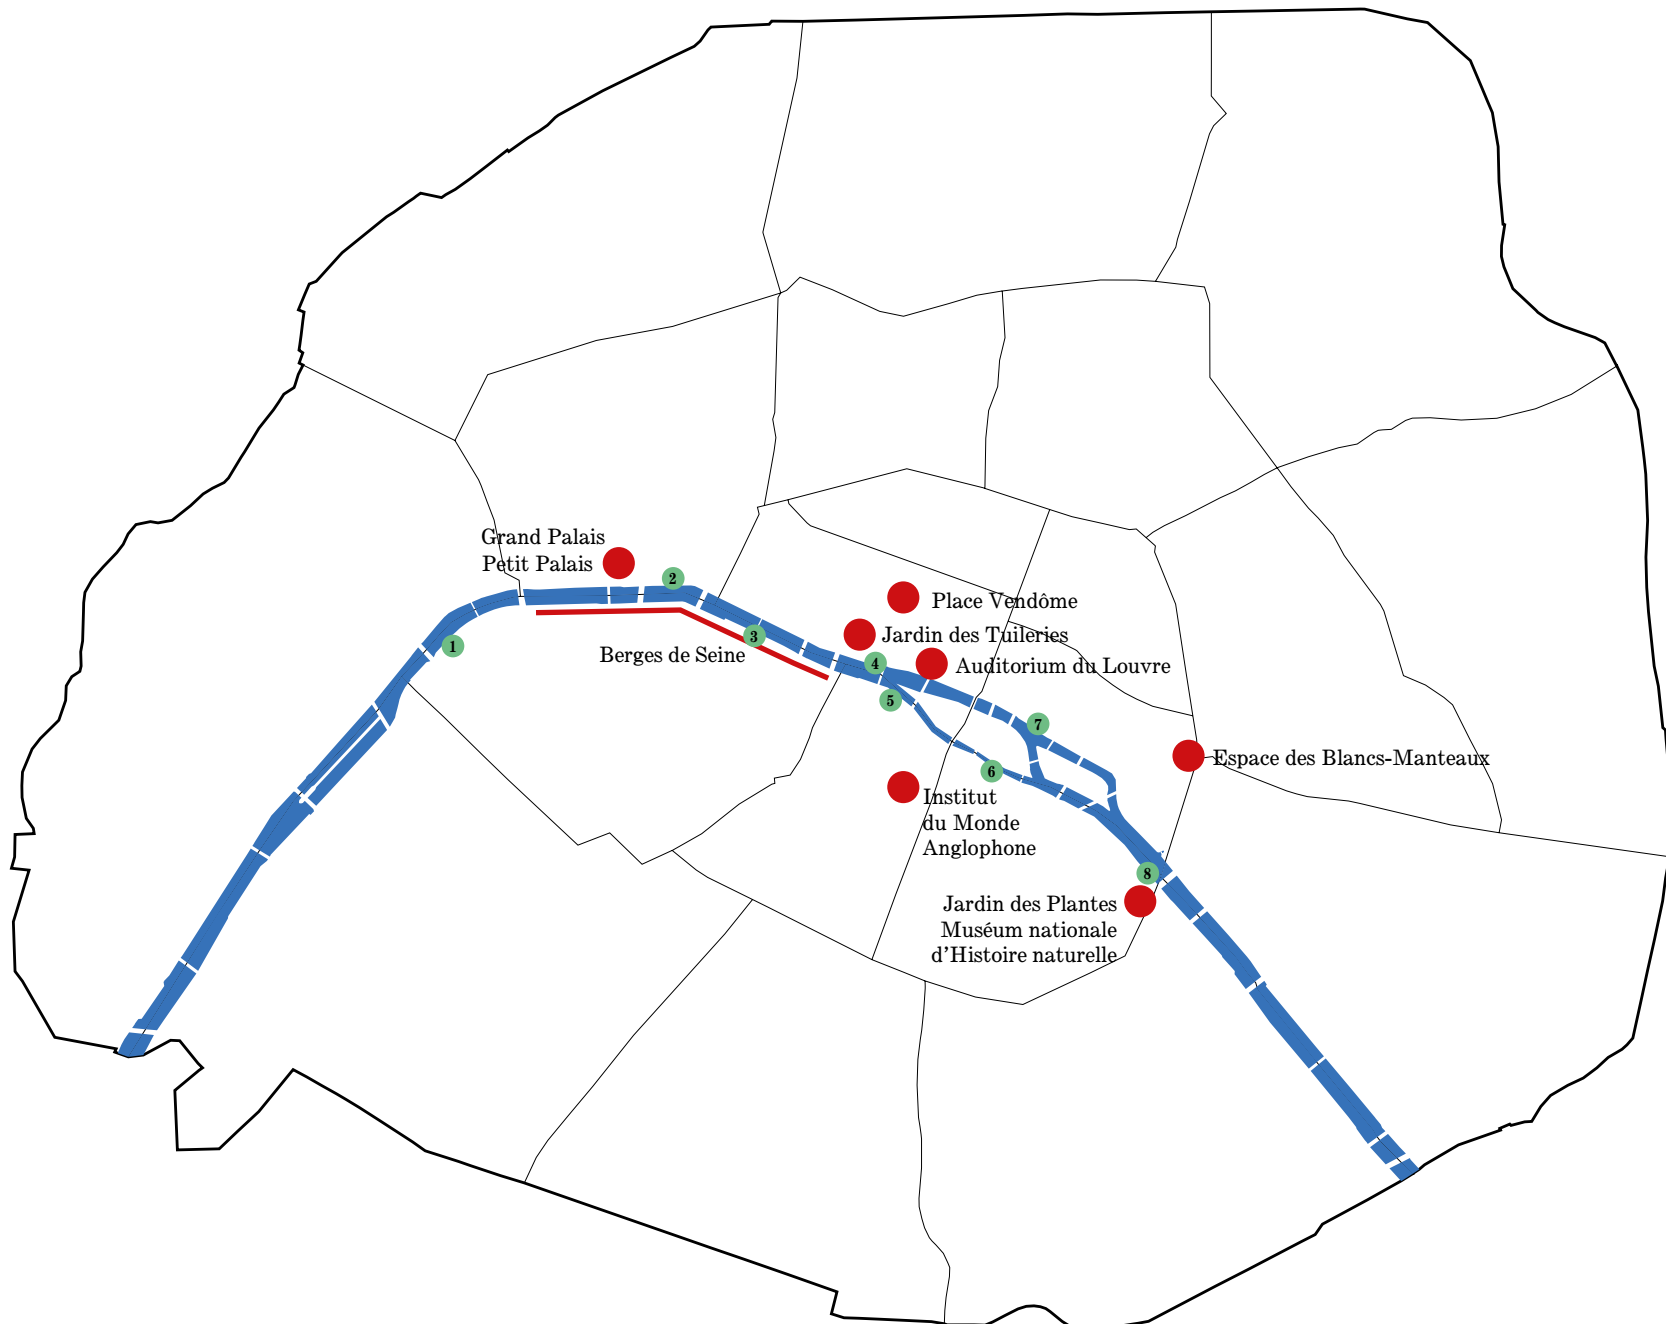 Grand Palais
Petit Palais
2
Place Vendôme
3
Jardin des Tuileries
1
Berges de Seine
4
Auditorium du Louvre
5
7
Espace des Blancs-Manteaux
6
Institut
du Monde
Anglophone
8
Jardin des Plantes
Muséum nationale
d'Histoire naturelle